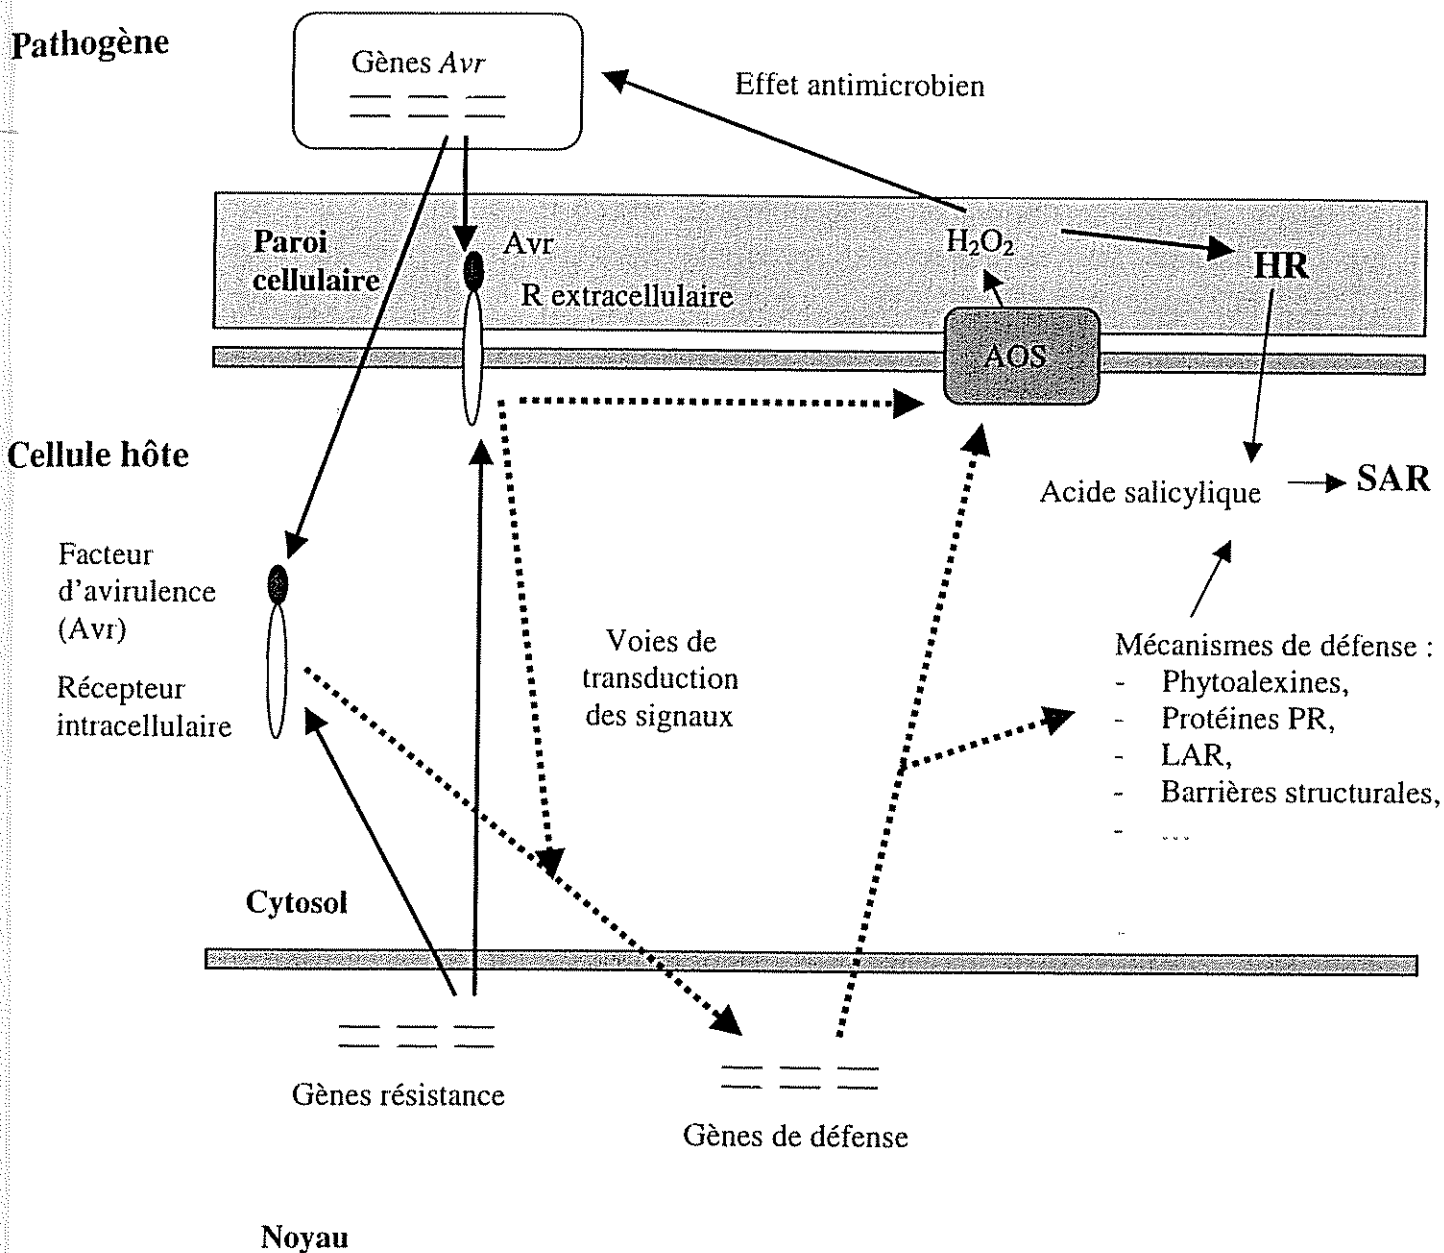 Pathogène
Gènes Avr
Effet antimicrobien
Paroi
cellulaire
Avr
R extracellulaire
H₂O₂
HR
AOS
Cellule hôte
Acide salicylique
SAR
Facteur
d'avirulence
(Avr)
Récepteur
intracellulaire
Voies de
transduction
des signaux
Mécanismes de défense :
- Phytoalexines,
- Protéines PR,
- LAR,
- Barrières structurales,
- ...
Cytosol
Gènes résistance
Gènes de défense
Noyau